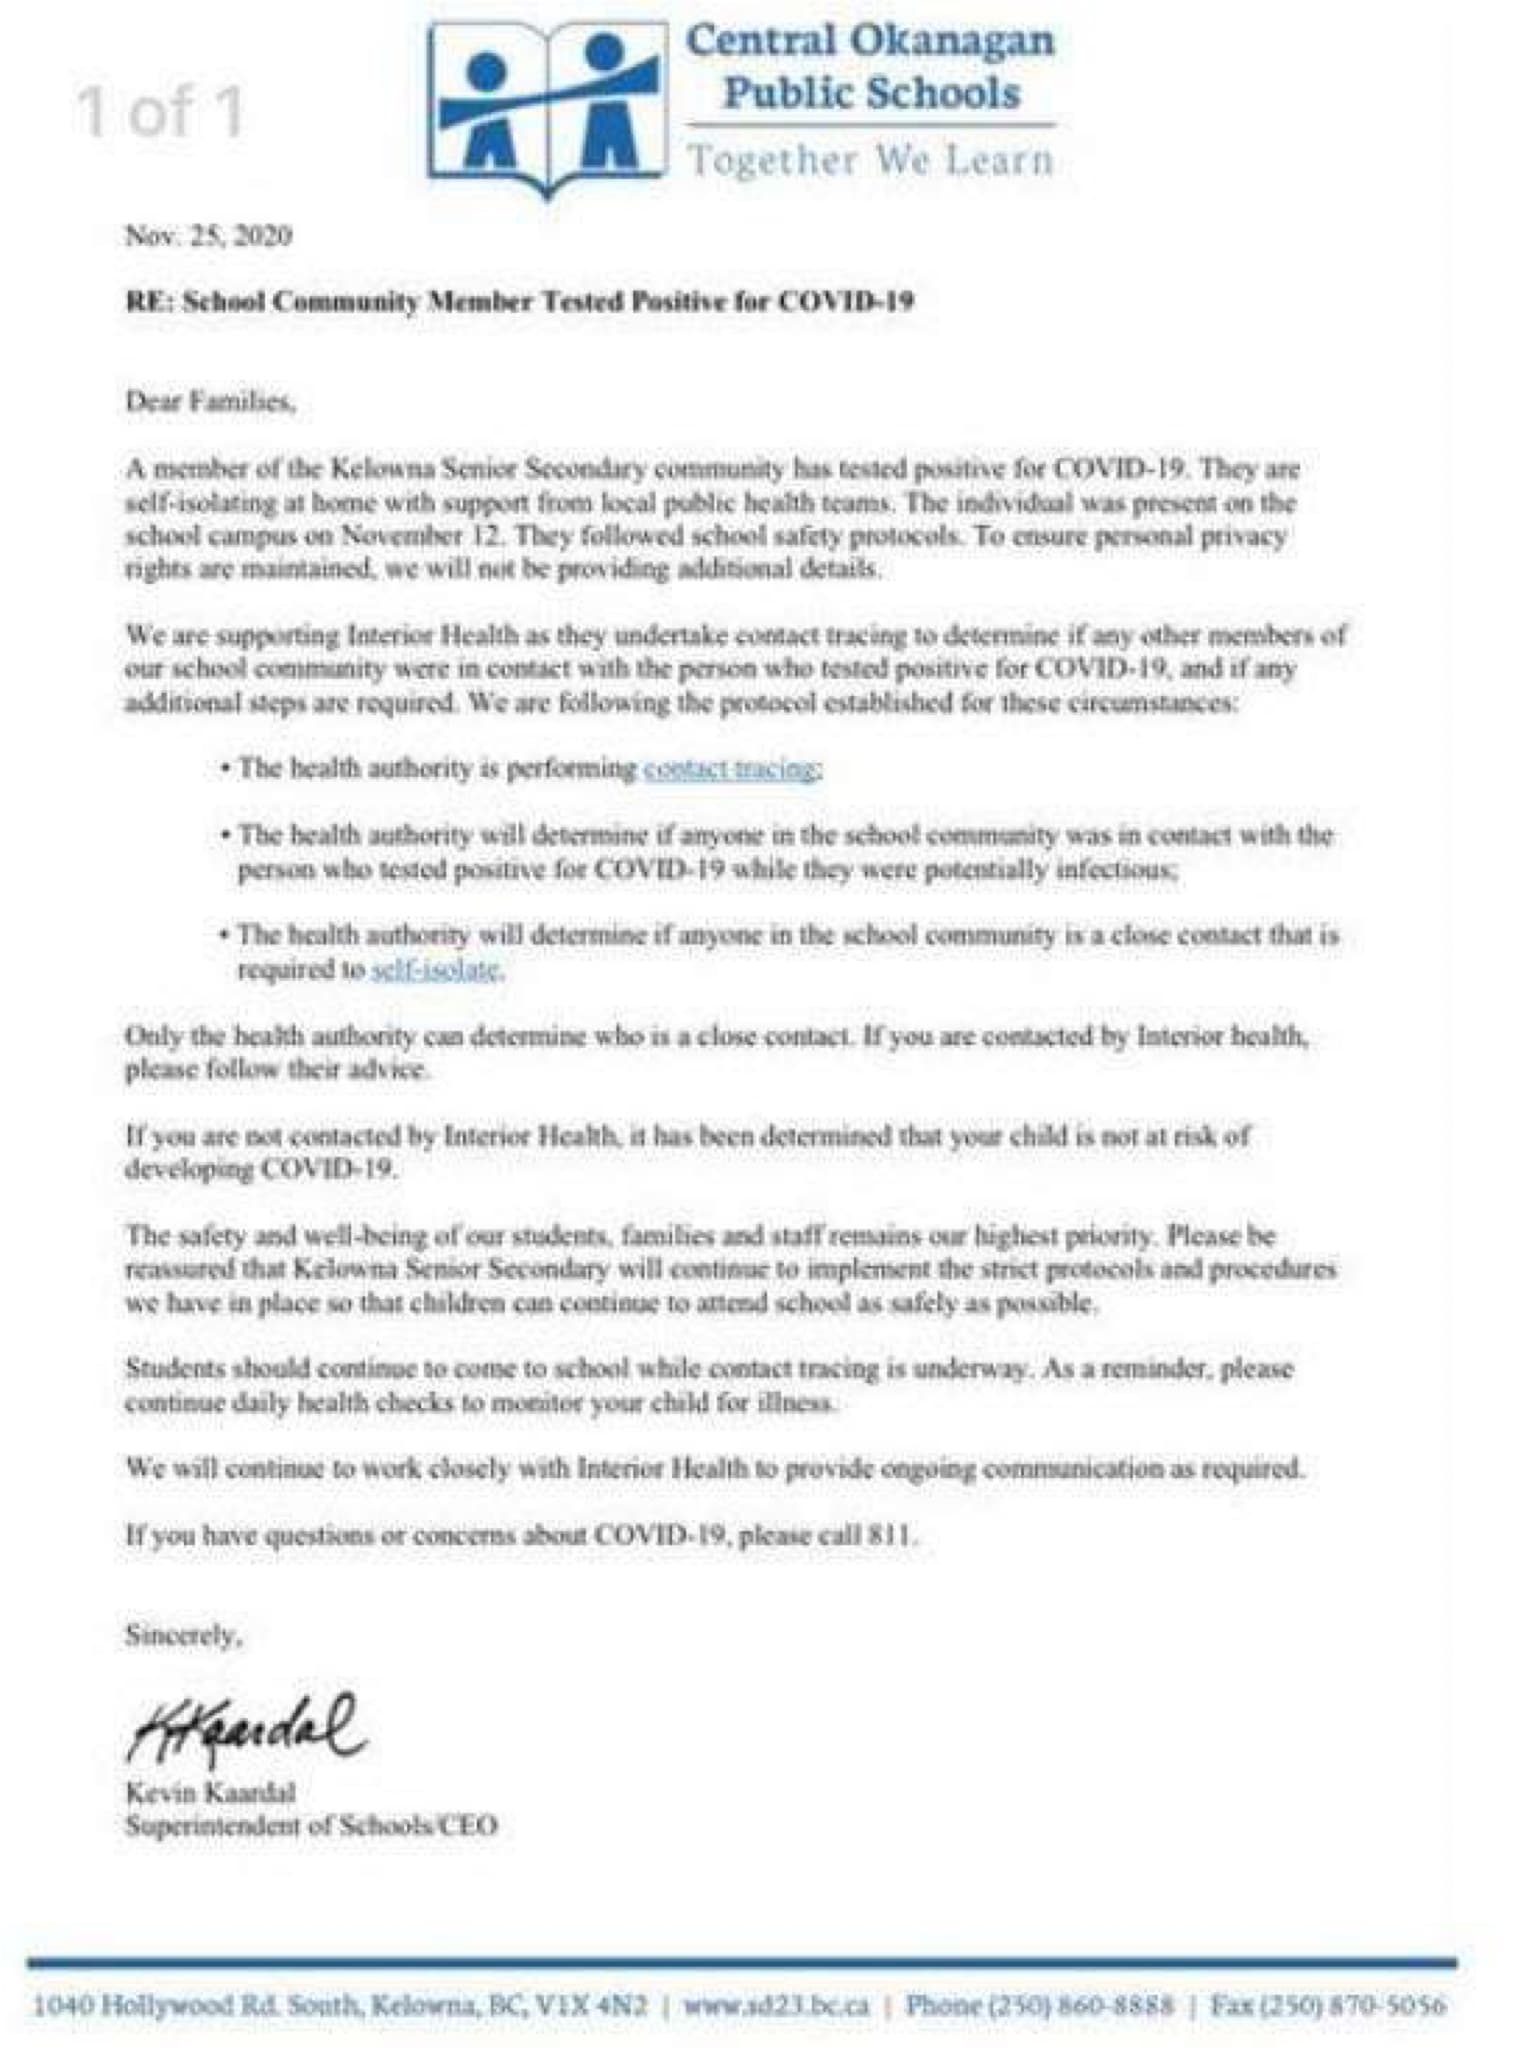 Central Okanagan
Public Schools
1 of 1
Together We Learn
Nov. 25, 2020
RE: School Community Member Tested Positive for COVID-19
Dear Families,
A member of the Kelowna Senior Secondary community has tested positive for COVID-19. They are
self-isolating at home with support from local public health teams. The individual was present on the
school campus on November 12. They followed school safety protocols. To ensure personal privacy
rights are maintained, we will not be providing additional details.
We are supporting Interior Health as they undertake contact tracing to determine if any other members of
our school community were in contact with the person who tested positive for COVID-19, and if any
additional steps are required. We are following the protocol established for these circumstances:
• The health authority is performing contact tracing;
• The health authority will determine if anyone in the school community was in contact with the
person who tested positive for COVID-19 while they were potentially infectious;
• The health authority will determine if anyone in the school community is a close contact that is
required to self-isolate.
Only the health authority can determine who is a close contact. If you are contacted by Interior health,
please follow their advice.
If you are not contacted by Interior Health, it has been determined that your child is not at risk of
developing COVID-19.
The safety and well-being of our students, families and staff remains our highest priority. Please be
reassured that Kelowna Senior Secondary will continue to implement the strict protocols and procedures
we have in place so that children can continue to attend school as safely as possible.
Students should continue to come to school while contact tracing is underway. As a reminder, please
continue daily health checks to monitor your child for illness.
We will continue to work closely with Interior Health to provide ongoing communication as required.
If you have questions or concerns about COVID-19, please call 811.
Sincerely,
KKaardal
Kevin Kaardal
Superintendent of Schools/CEO
1040 Hollywood Rd. South, Kelowna, BC, V1X 4N2 | www.sd23.bc.ca | Phone (250) 860-8888 | Fax (250) 870-5056